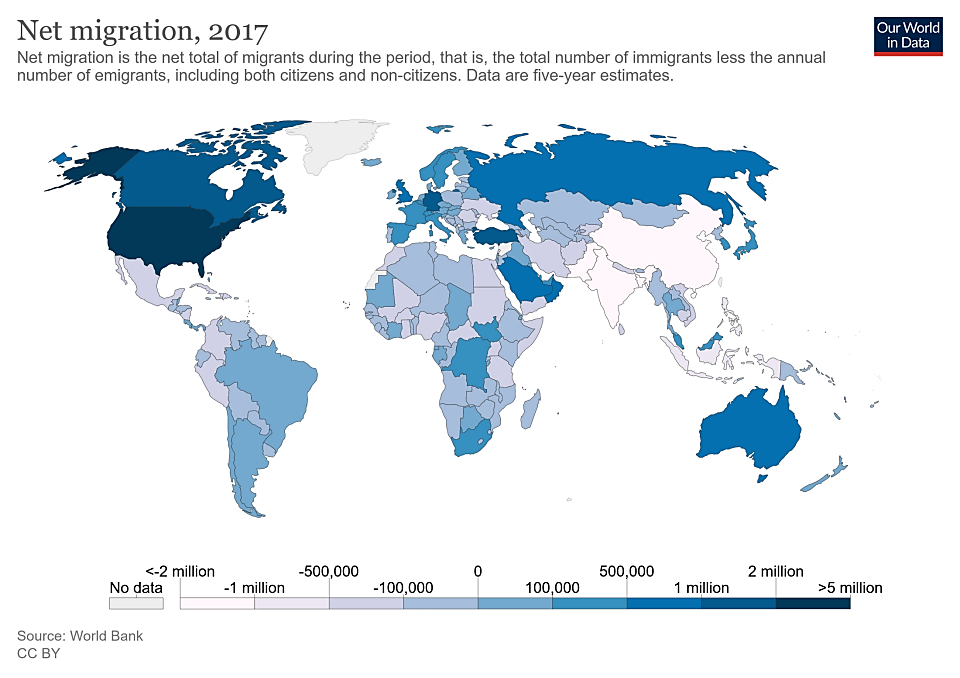 Net migration, 2017
Our World
in Data
Net migration is the net total of migrants during the period, that is, the total number of immigrants less the annual
number of emigrants, including both citizens and non-citizens. Data are five-year estimates.
<-2 million -500,000 0 500,000 2 million
No data -1 million -100,000 100,000 1 million >5 million
Source: World Bank
CC BY